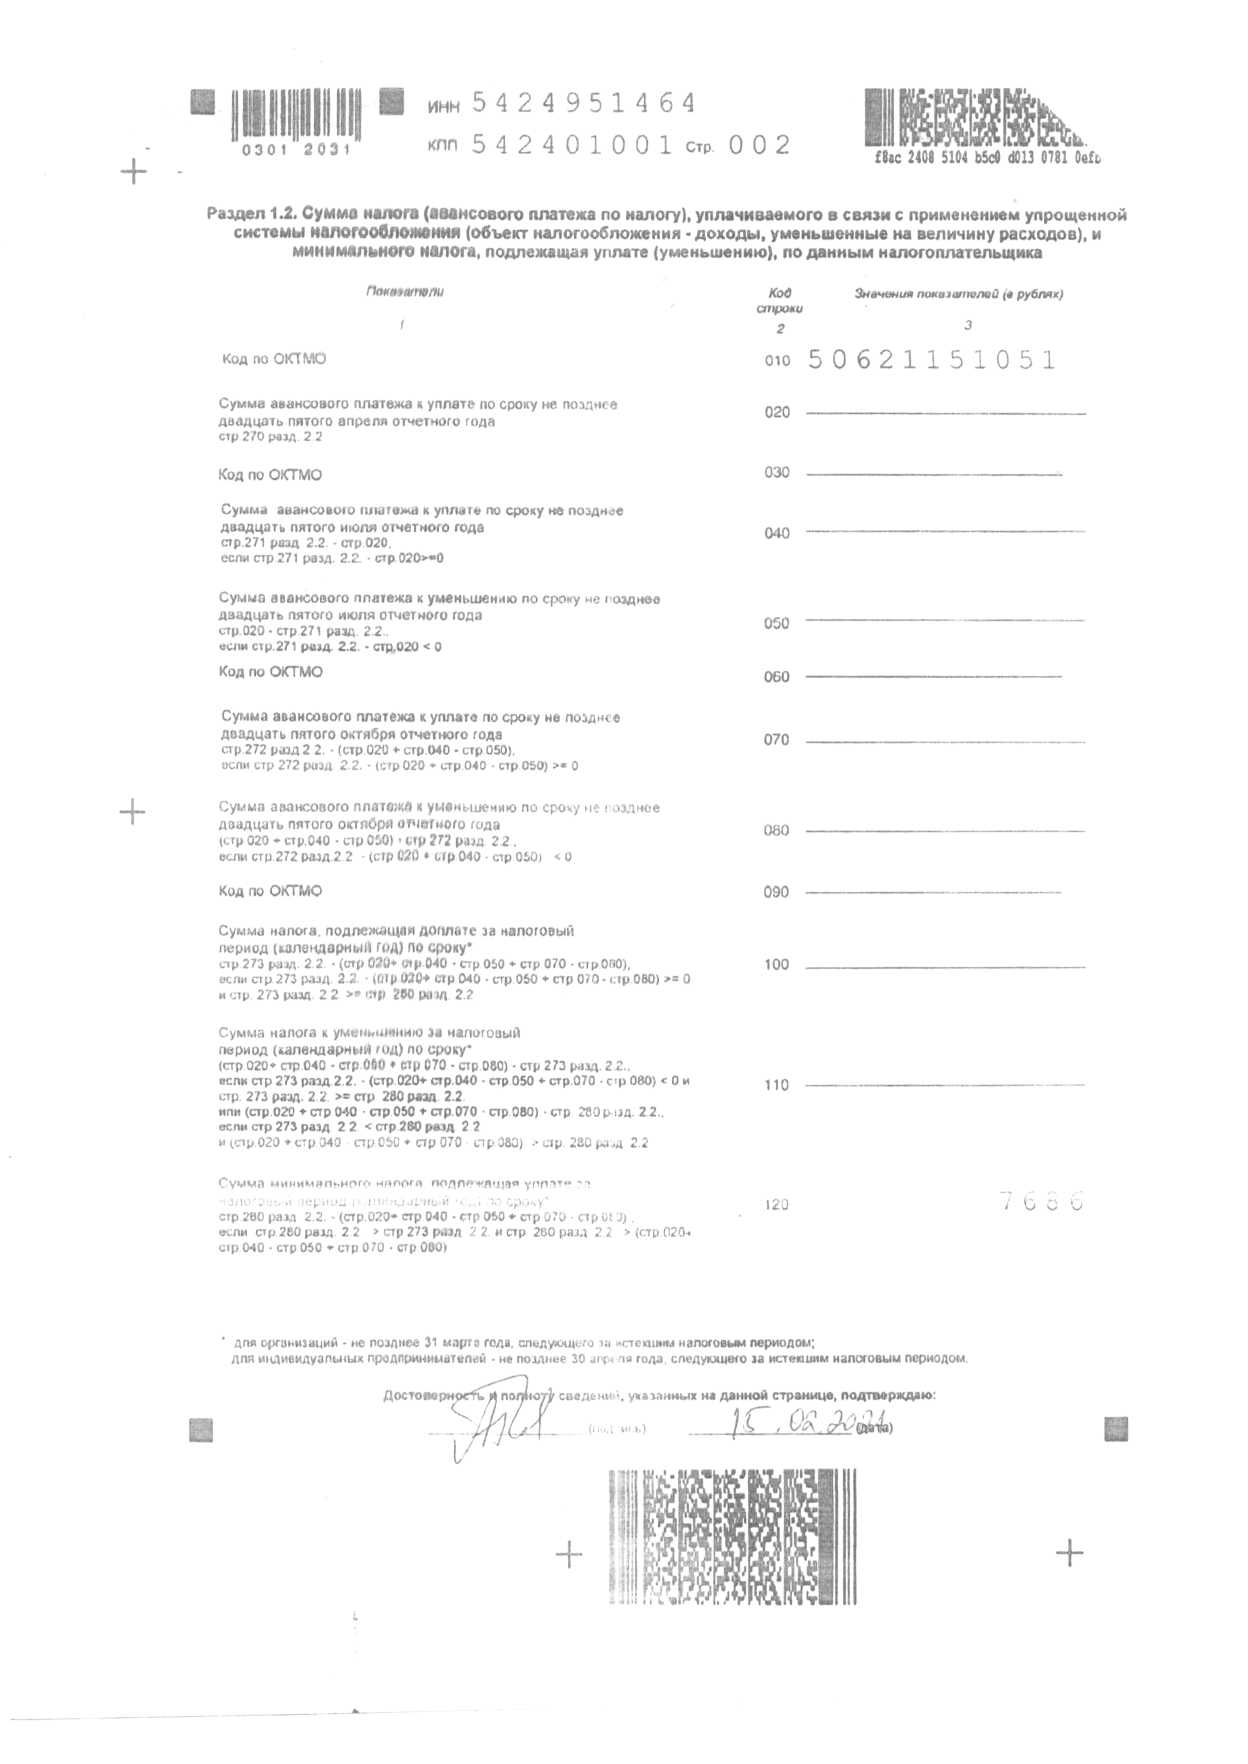 ИНН 5424951464
0301 2031
КПП 542401001 Стр. 002
f8ac 2408 5104 b5c0 d013 0781 0efb
Раздел 1.2. Сумма налога (авансового платежа по налогу), уплачиваемого в связи с применением упрощенной
системы налогообложения (объект налогообложения - доходы, уменьшенные на величину расходов), и
минимального налога, подлежащая уплате (уменьшению), по данным налогоплательщика
Показатели Код строки Значения показателей (в рублях)
1 2 3
Код по ОКТМО 010 50621151051
Сумма авансового платежа к уплате по сроку не позднее
двадцать пятого апреля отчетного года 020
стр.270 разд. 2.2
Код по ОКТМО 030
Сумма авансового платежа к уплате по сроку не позднее
двадцать пятого июля отчетного года 040
стр.271 разд. 2.2. - стр.020,
если стр.271 разд. 2.2. - стр.020>=0
Сумма авансового платежа к уменьшению по сроку не позднее
двадцать пятого июля отчетного года 050
стр.020 - стр.271 разд. 2.2.,
если стр.271 разд. 2.2. - стр.020 < 0
Код по ОКТМО 060
Сумма авансового платежа к уплате по сроку не позднее
двадцать пятого октября отчетного года 070
стр.272 разд 2.2. - (стр.020 + стр.040 - стр.050),
если стр.272 разд. 2.2. - (стр.020 + стр.040 - стр.050) >= 0
Сумма авансового платежа к уменьшению по сроку не позднее
двадцать пятого октября отчетного года 080
(стр.020 + стр.040 - стр.050) - стр.272 разд. 2.2.,
если стр.272 разд.2.2 - (стр.020 + стр.040 - стр.050) < 0
Код по ОКТМО 090
Сумма налога, подлежащая доплате за налоговый
период (календарный год) по сроку*
стр.273 разд. 2.2. - (стр.020+ стр.040 - стр.050 + стр.070 - стр.080), 100
если стр.273 разд. 2.2. - (стр.020+ стр.040 - стр.050 + стр.070 - стр.080) >= 0
и стр. 273 разд. 2.2 >= стр. 280 разд. 2.2
Сумма налога к уменьшению за налоговый
период (календарный год) по сроку*
(стр.020+ стр.040 - стр.050 + стр.070 - стр.080) - стр.273 разд. 2.2.,
если стр.273 разд.2.2. - (стр.020+ стр.040 - стр.050 + стр.070 - стр.080) < 0 и 110
стр. 273 разд. 2.2. >= стр. 280 разд. 2.2.
или (стр.020 + стр.040 - стр.050 + стр.070 - стр.080) - стр. 280 разд. 2.2.,
если стр.273 разд. 2.2 < стр.280 разд. 2.2
и (стр.020 + стр.040 - стр.050 + стр.070 - стр.080) > стр. 280 разд. 2.2
Сумма минимального налога, подлежащая уплате за
налоговый период (календарный год) по сроку* 120 7686
стр.280 разд. 2.2. - (стр.020+ стр.040 - стр.050 + стр.070 - стр.080),
если стр.280 разд. 2.2 > стр.273 разд. 2.2. и стр. 280 разд. 2.2 > (стр.020+
стр.040 - стр.050 + стр.070 - стр.080)
* для организаций - не позднее 31 марта года, следующего за истекшим налоговым периодом;
для индивидуальных предпринимателей - не позднее 30 апреля года, следующего за истекшим налоговым периодом.
Достоверность и полноту сведений, указанных на данной странице, подтверждаю:
(подпись) 15.02.2021 (дата)